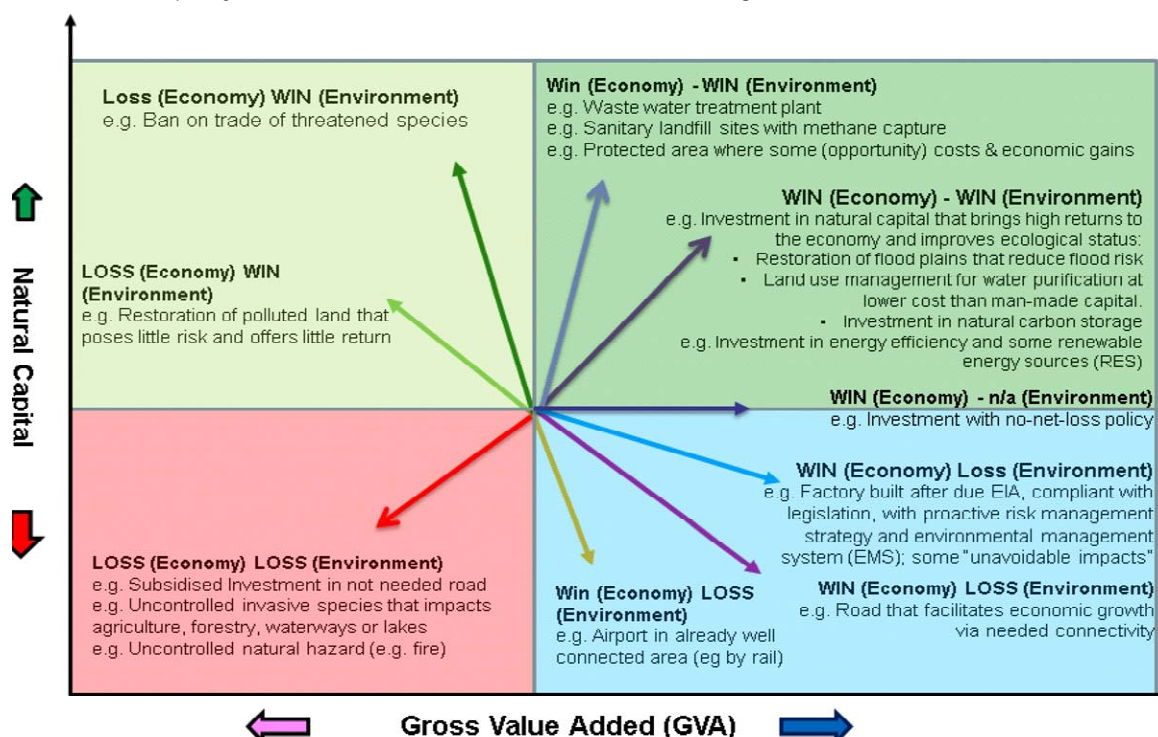 Loss (Economy) WIN (Environment)
e.g. Ban on trade of threatened species
LOSS (Economy) WIN
(Environment)
e.g. Restoration of polluted land that
poses little risk and offers little return
Win (Economy) - WIN (Environment)
e.g. Waste water treatment plant
e.g. Sanitary landfill sites with methane capture
e.g. Protected area where some (opportunity) costs & economic gains
WIN (Economy) - WIN (Environment)
e.g. Investment in natural capital that brings high returns to
the economy and improves ecological status:
• Restoration of flood plains that reduce flood risk
• Land use management for water purification at
lower cost than man-made capital.
• Investment in natural carbon storage
e.g. Investment in energy efficiency and some renewable
energy sources (RES)
WIN (Economy) - n/a (Environment)
e.g. Investment with no-net-loss policy
WIN (Economy) Loss (Environment)
e.g. Factory built after due EIA, compliant with
legislation, with proactive risk management
strategy and environmental management
system (EMS); some "unavoidable impacts"
WIN (Economy) LOSS (Environment)
e.g. Road that facilitates economic growth
via needed connectivity
Win (Economy) LOSS
(Environment)
e.g. Airport in already well
connected area (eg by rail)
LOSS (Economy) LOSS (Environment)
e.g. Subsidised Investment in not needed road
e.g. Uncontrolled invasive species that impacts
agriculture, forestry, waterways or lakes
e.g. Uncontrolled natural hazard (e.g. fire)
Natural Capital
Gross Value Added (GVA)